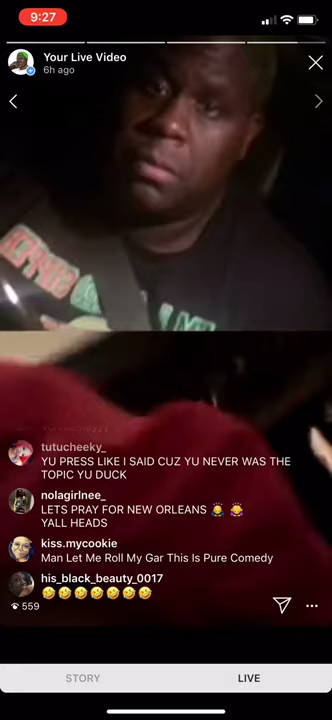 9:27
Your Live Video
6h ago
tutucheeky_
YU PRESS LIKE I SAID CUZ YU NEVER WAS THE
TOPIC YU DUCK
nolagirlnee_
LETS PRAY FOR NEW ORLEANS 🙇 🙇
YALL HEADS
kiss.mycookie
Man Let Me Roll My Gar This Is Pure Comedy
his_black_beauty_0017
🤣🤣🤣🤣🤣🤣🤣
559
STORY
LIVE